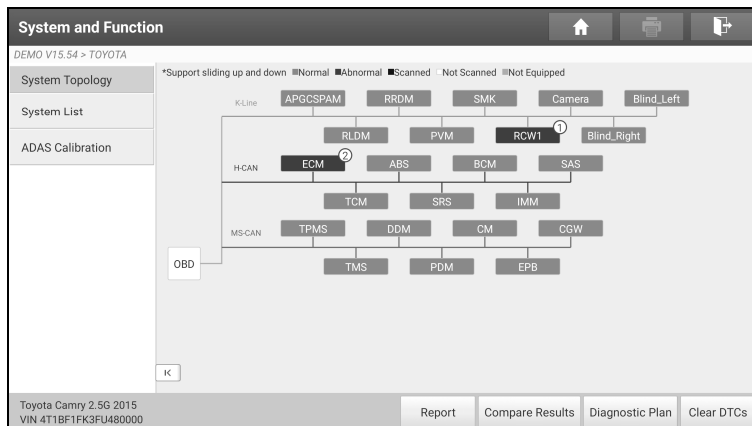 System and Function
DEMO V15.54 > TOYOTA
System Topology
System List
ADAS Calibration
*Support sliding up and down Normal Abnormal Scanned Not Scanned Not Equipped
K-Line APGCSPAM RRDM SMK Camera Blind_Left
RLDM PVM RCW1 1 Blind_Right
H-CAN ECM 2 ABS BCM SAS
TCM SRS IMM
MS-CAN TPMS DDM CM CGW
OBD TMS PDM EPB
Toyota Camry 2.5G 2015
VIN 4T1BF1FK3FU480000
Report Compare Results Diagnostic Plan Clear DTCs